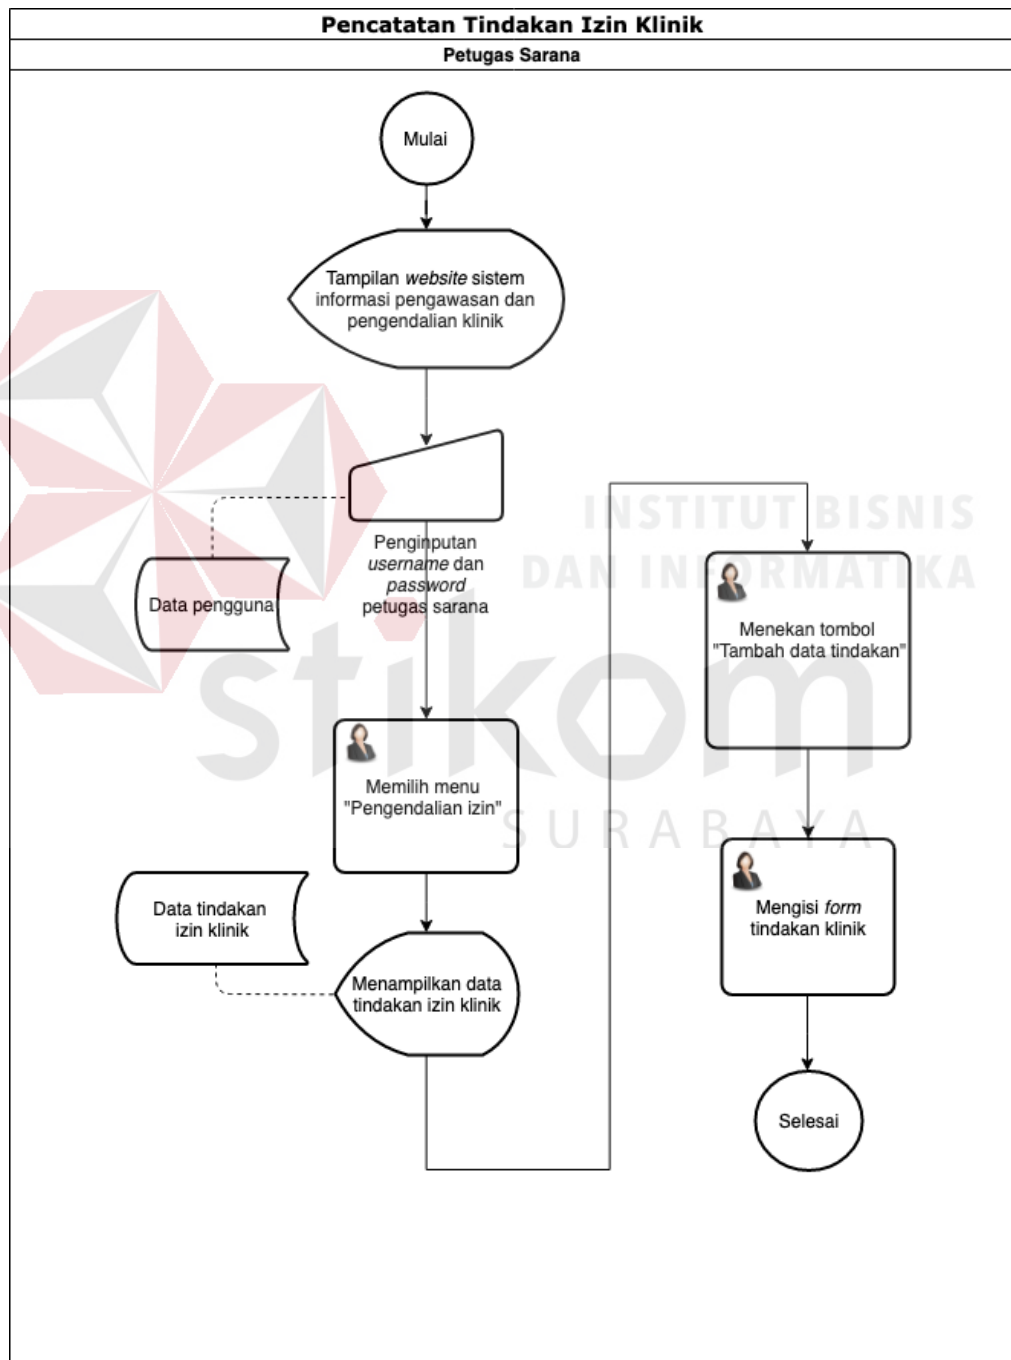 Pencatatan Tindakan Izin Klinik
Petugas Sarana
Mulai
Tampilan website sistem
informasi pengawasan dan
pengendalian klinik
Penginputan
username dan
password
petugas sarana
Data pengguna
Memilih menu
"Pengendalian izin"
Data tindakan
izin klinik
Menampilkan data
tindakan izin klinik
Menekan tombol
"Tambah data tindakan"
Mengisi form
tindakan klinik
Selesai
INSTITUT BISNIS
DAN INFORMATIKA
stikom
SURABAYA